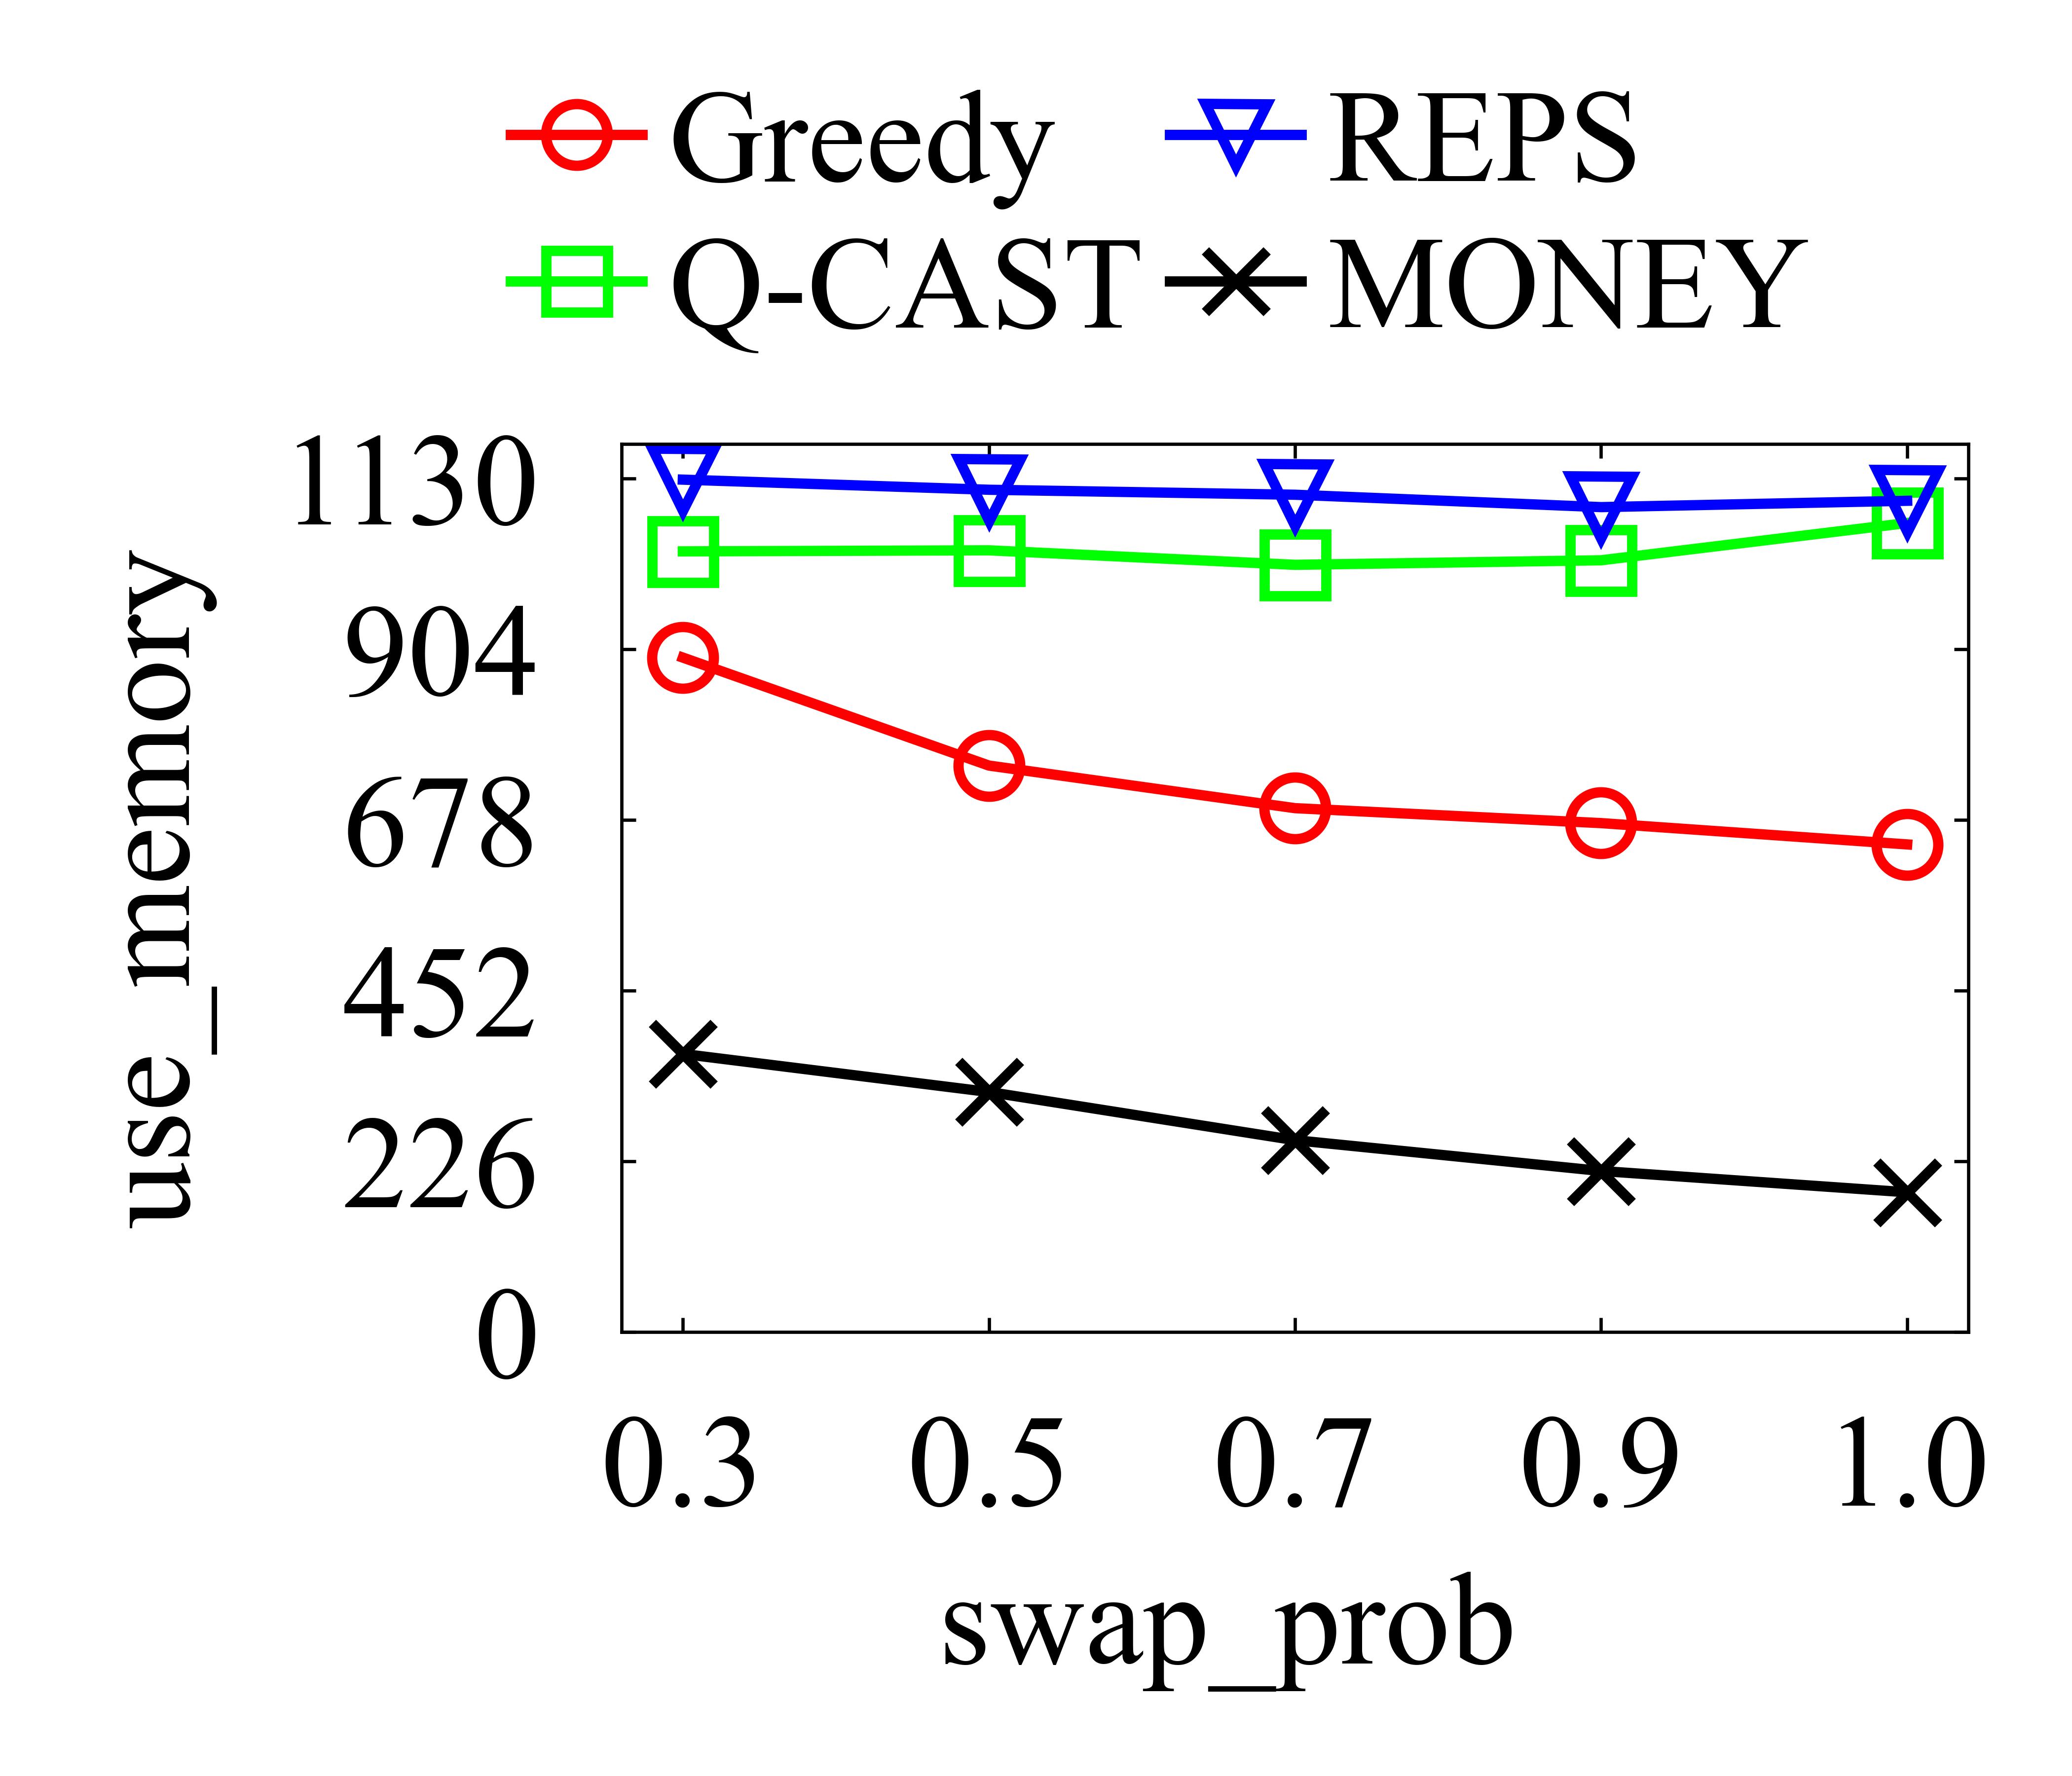 Greedy REPS
Q-CAST MONEY
1130
904
678
452
226
0
use_memory
0.3 0.5 0.7 0.9 1.0
swap_prob